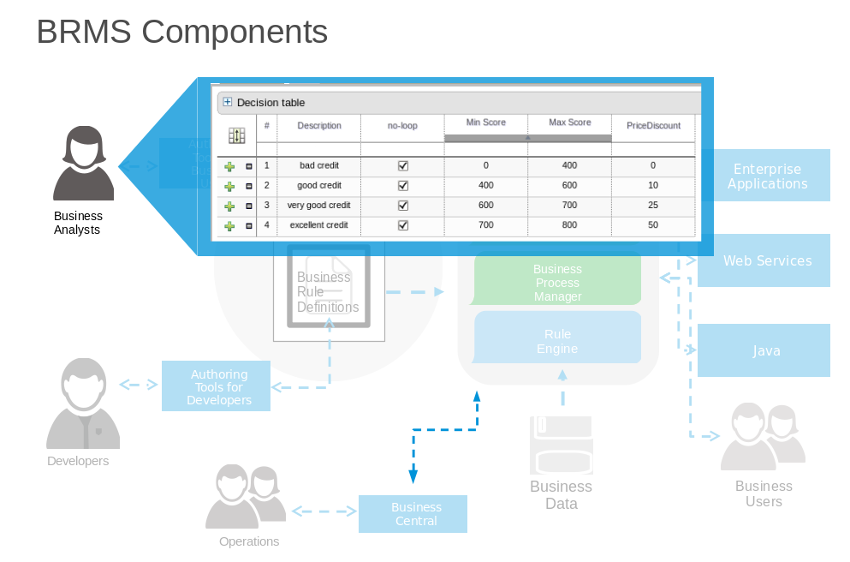 BRMS Components
Decision table
# Description no-loop Min Score Max Score PriceDiscount
1 bad credit 0 400 0
2 good credit 400 600 10
3 very good credit 600 700 25
4 excellent credit 700 800 50
Business
Analysts
Enterprise
Applications
Business
Rule
Definitions
Business
Process
Manager
Web Services
Rule
Engine
Java
Authoring
Tools for
Developers
Developers
Business
Data
Business
Users
Business
Central
Operations